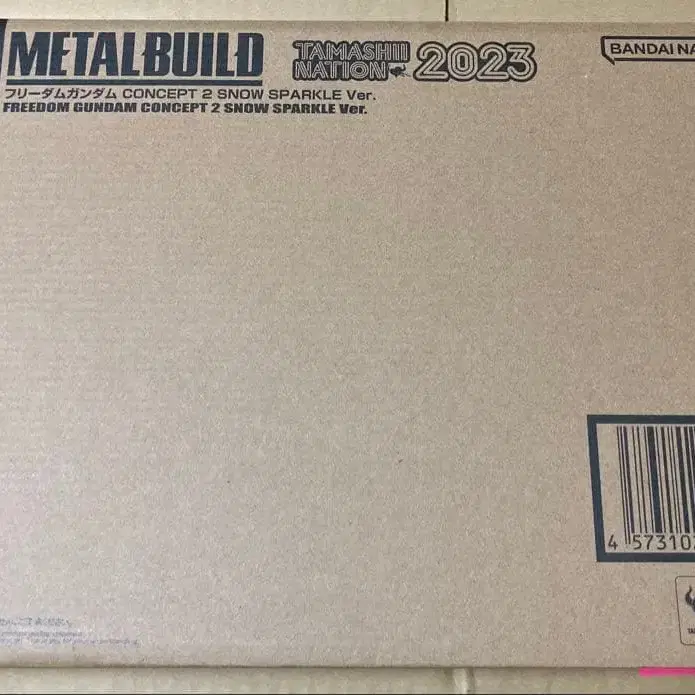 METALBUILD
TAMASHII NATION 2023
BANDAI NA
フリーダムガンダム CONCEPT 2 SNOW SPARKLE Ver.
FREEDOM GUNDAM CONCEPT 2 SNOW SPARKLE Ver.
4 57310